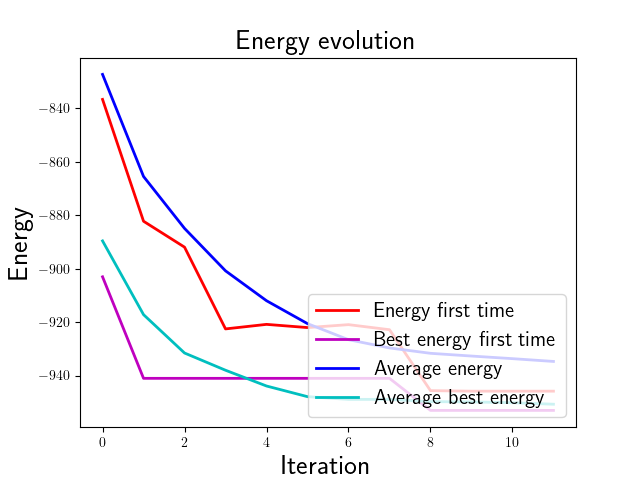 Energy evolution
Energy
−840
−860
−880
−900
−920
−940
Energy first time
Best energy first time
Average energy
Average best energy
0 2 4 6 8 10
Iteration